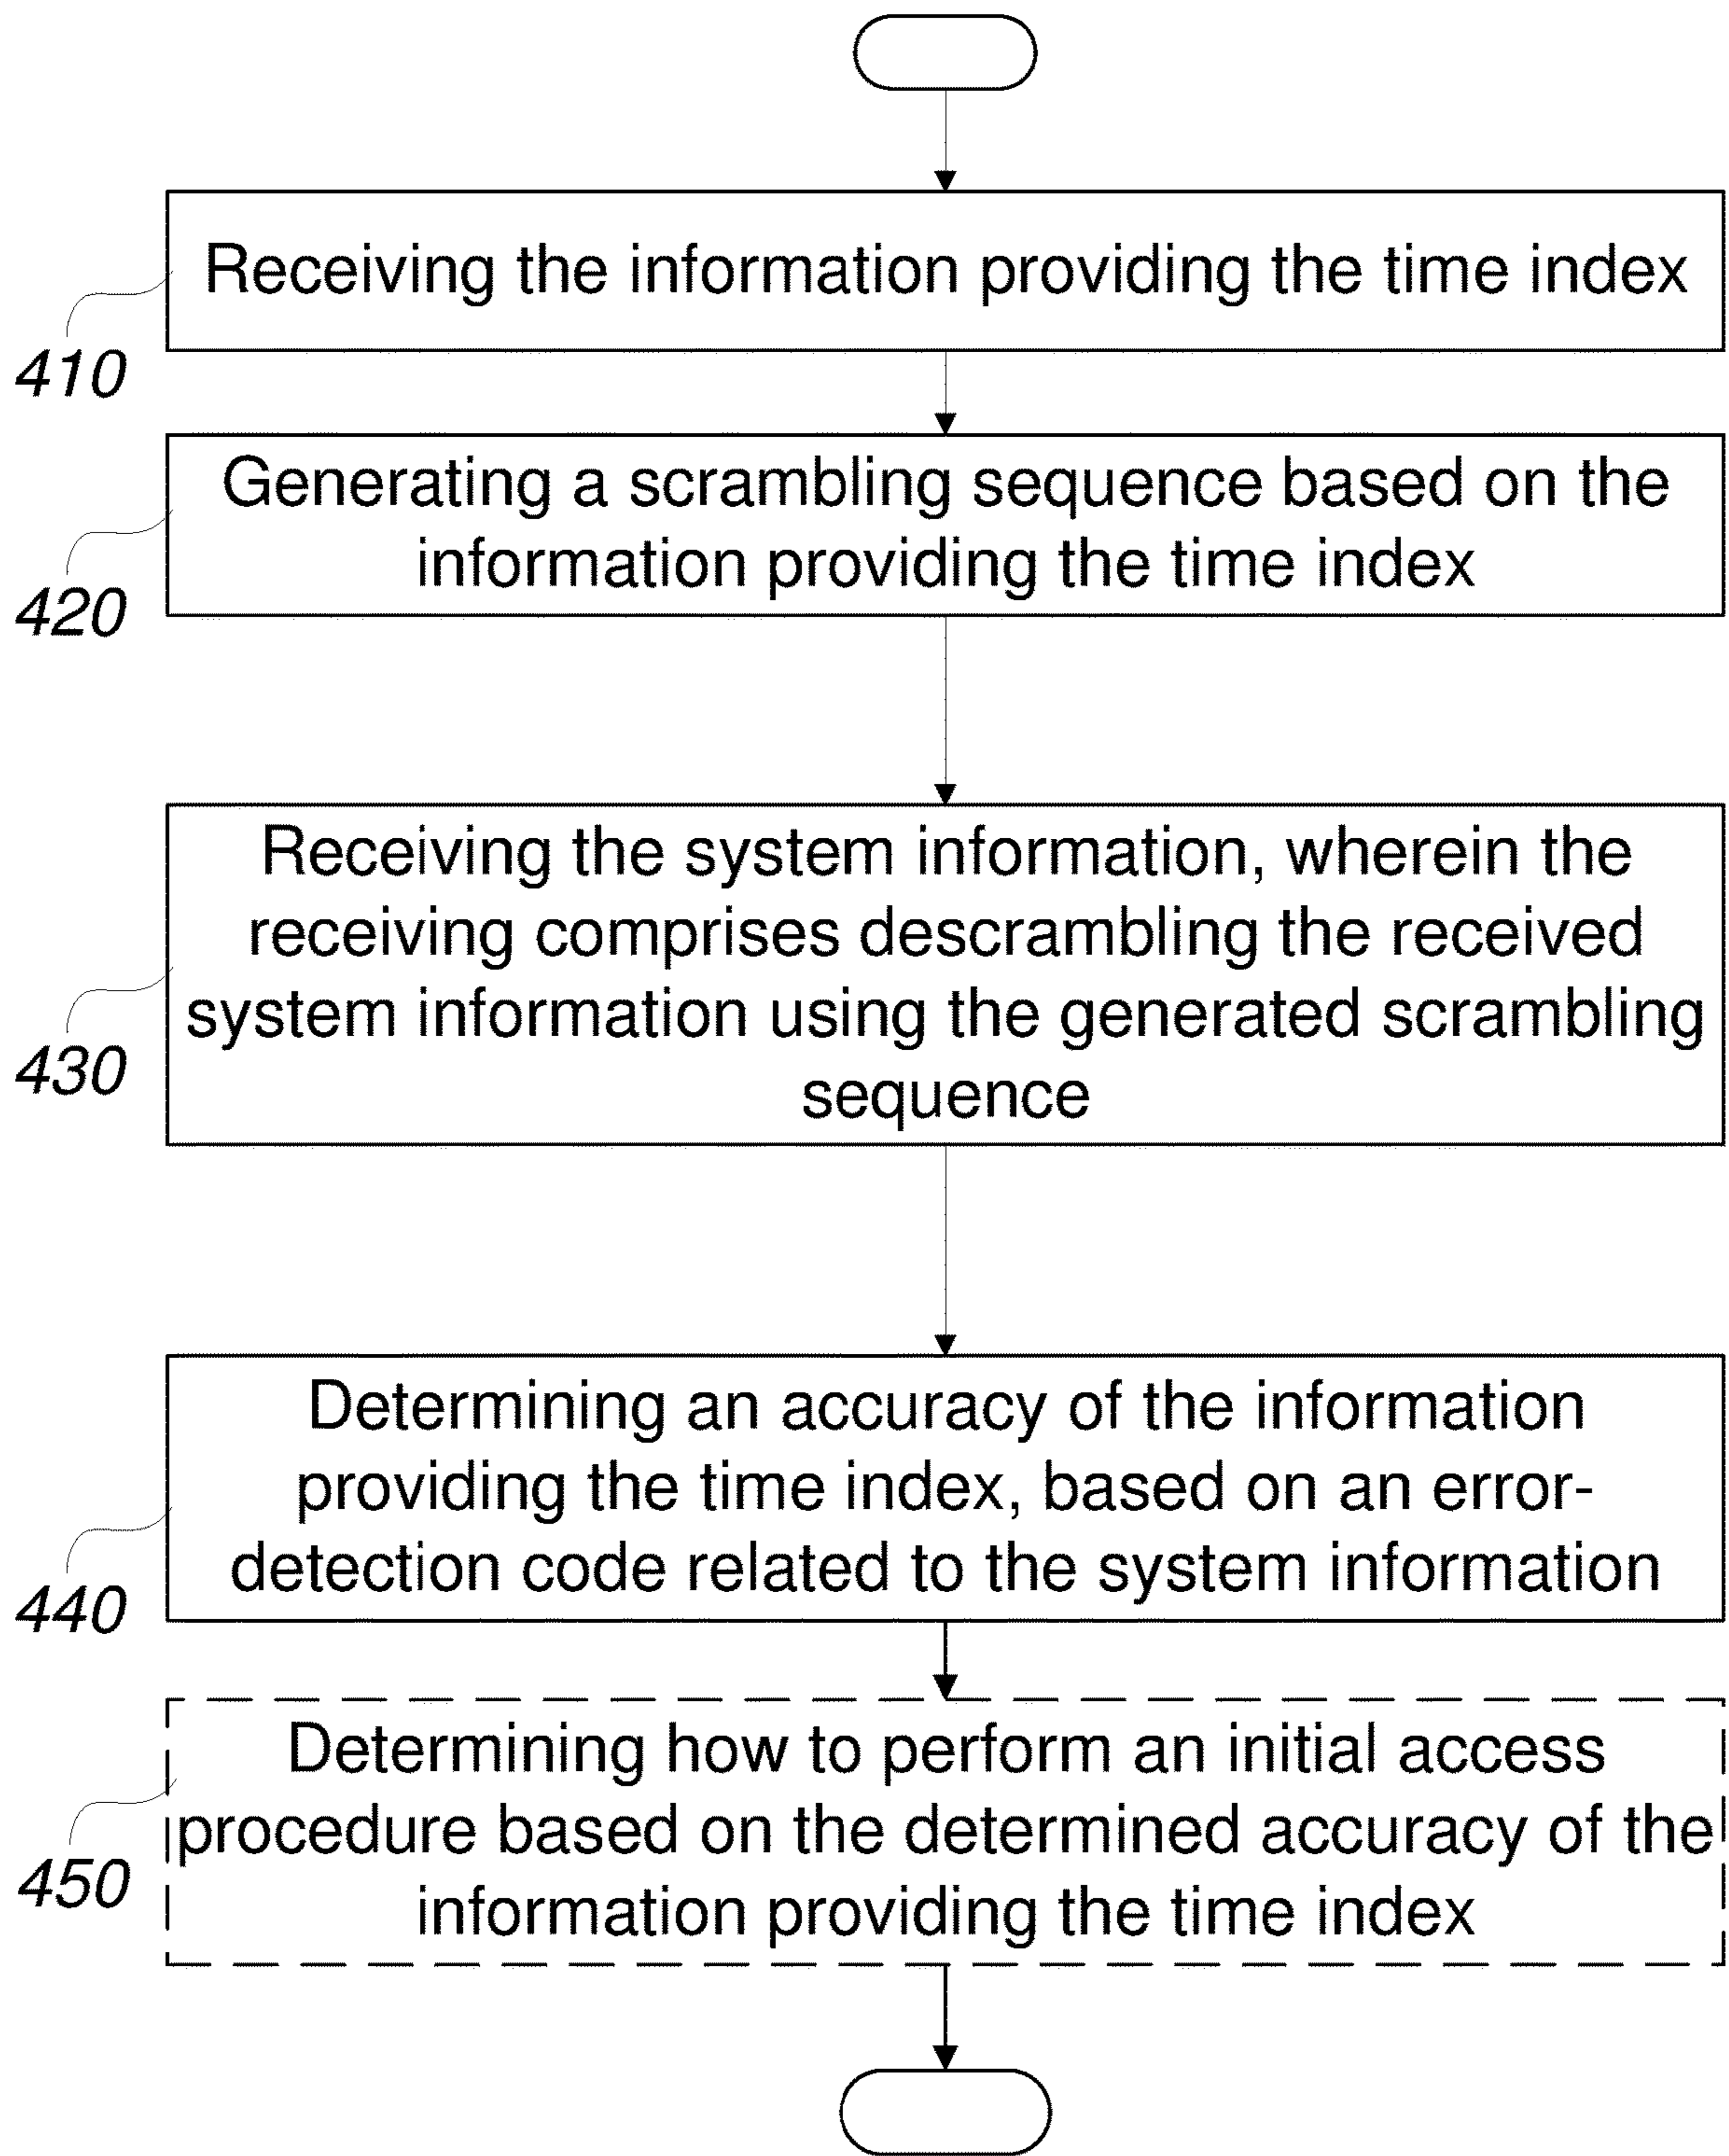 Receiving the information providing the time index
410
Generating a scrambling sequence based on the
information providing the time index
420
Receiving the system information, wherein the
receiving comprises descrambling the received
system information using the generated scrambling
sequence
430
Determining an accuracy of the information
providing the time index, based on an error-
detection code related to the system information
440
Determining how to perform an initial access
procedure based on the determined accuracy of the
information providing the time index
450